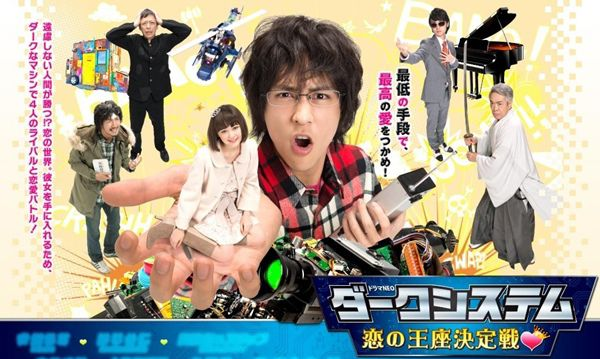 遠慮しない人間が勝つ!?恋の世界。彼女を手に入れるため、
ダークなマシンで４人のライバルと恋愛バトル！
最低の手段で、
最高の愛をつかめ！
ドラマNEO
ダークシステム
恋の王座決定戦